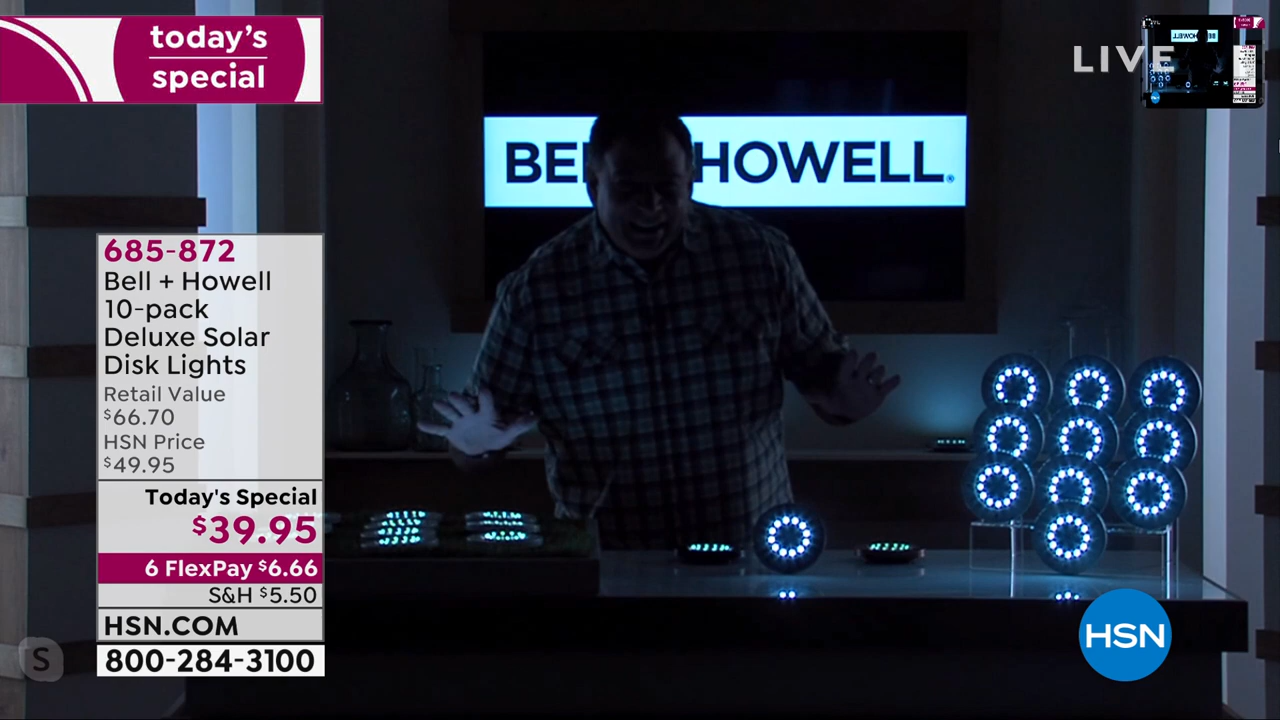 today's
special
LIVE
BEL HOWELL®
685-872
Bell + Howell
10-pack
Deluxe Solar
Disk Lights
Retail Value
$66.70
HSN Price
$49.95
Today's Special
$39.95
6 FlexPay $6.66
S&H $5.50
HSN.COM
800-284-3100
HSN
S